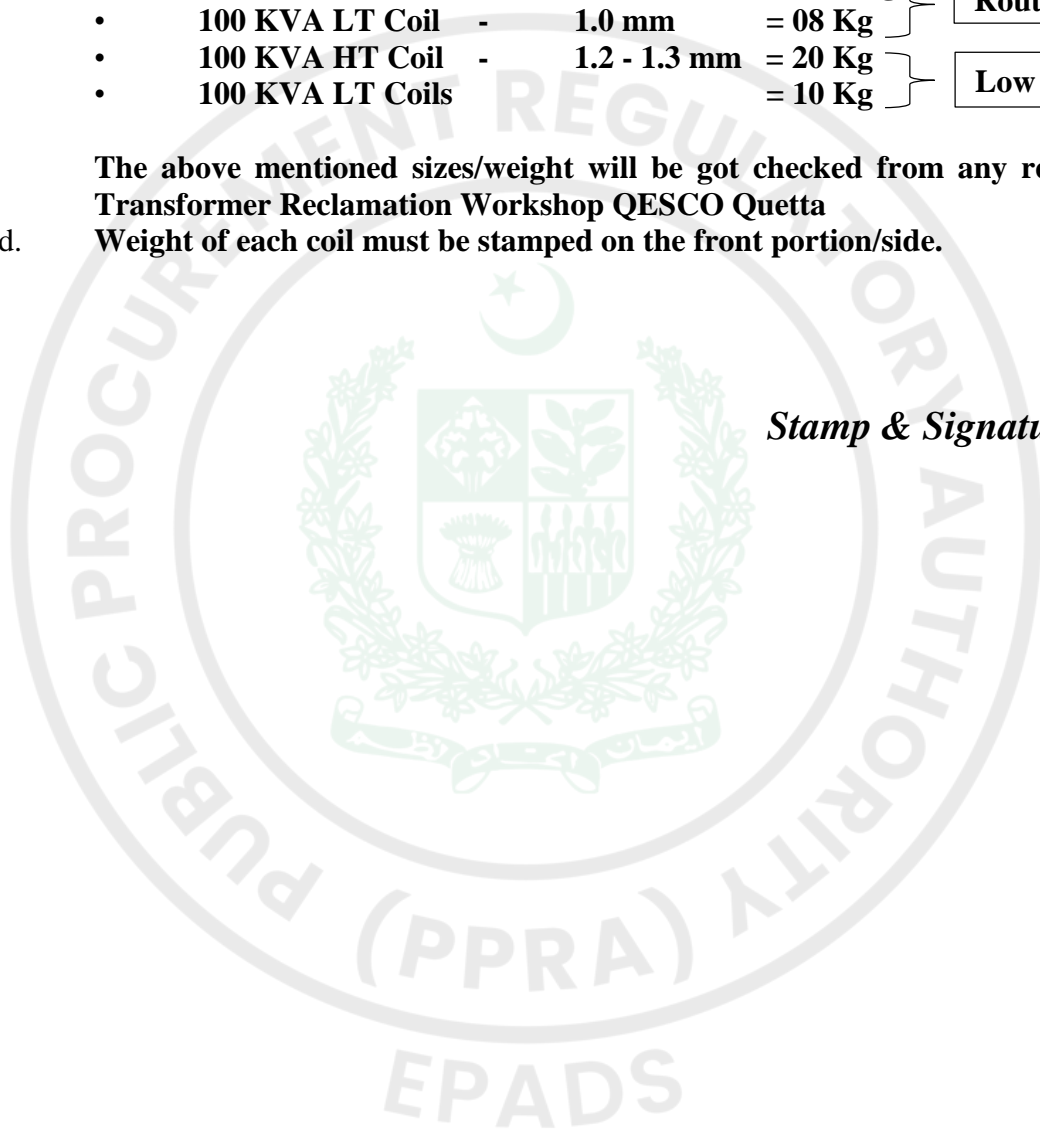 • 100 KVA LT Coil - 1.0 mm = 08 Kg
• 100 KVA HT Coil - 1.2 - 1.3 mm = 20 Kg
• 100 KVA LT Coils = 10 Kg
Low
The above mentioned sizes/weight will be got checked from any
Transformer Reclamation Workshop QESCO Quetta
d. Weight of each coil must be stamped on the front portion/side.
Stamp &
PUBLIC PROCUREMENT REGULATORY AUTHORITY
(PPRA)
EPADS